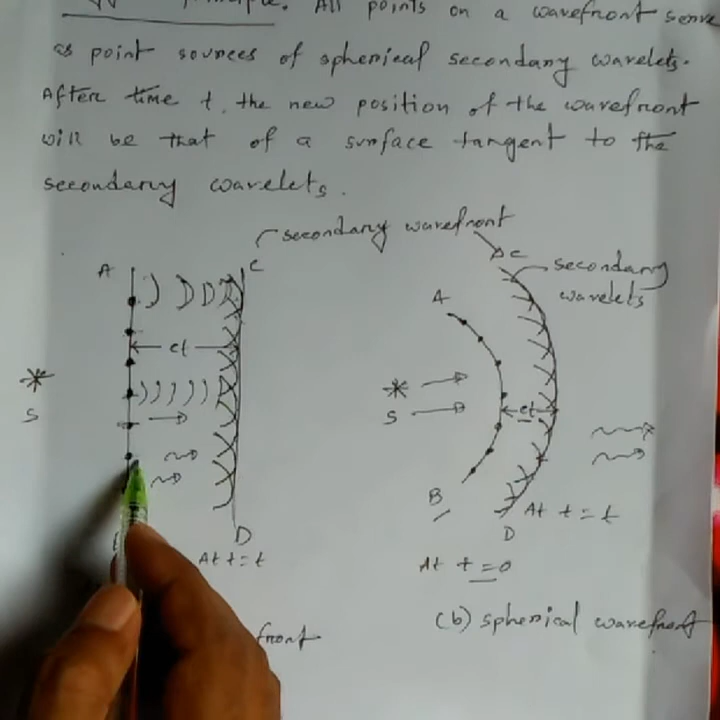 principle. All points on a wavefront serve
as point sources of spherical secondary wavelets.
After time t, the new position of the wavefront
will be that of a surface tangent to the
secondary wavelets.
secondary wavefront
A
C
C
secondary
wavelets
A
ct
S
S
ct
B
D
At t = t
D
At t = t
At t = 0
front
(b) spherical wavefront